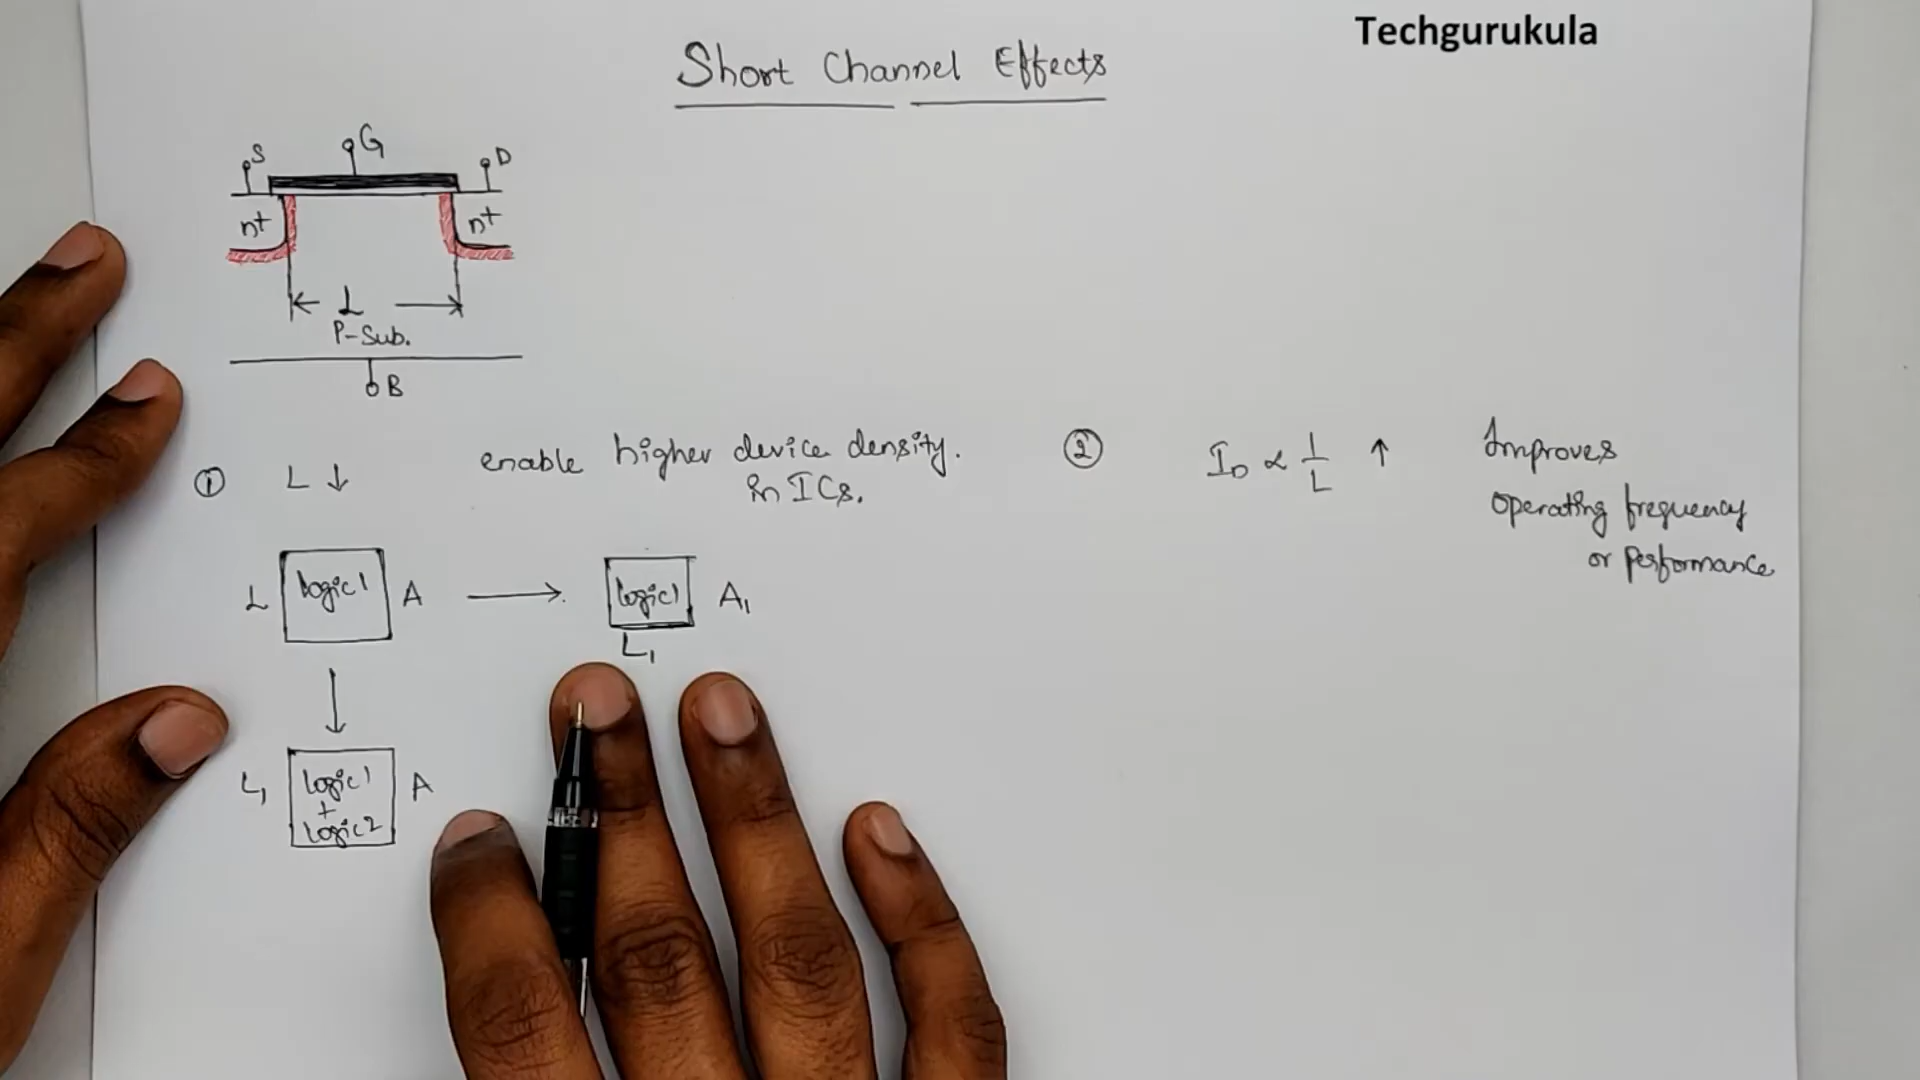 Techgurukula
Short Channel Effects
S
G
D
n+
n+
L
P-Sub.
B
① L ↓ enable higher device density.
in ICs.
L logic1 A → logic1 A₁
L₁
↓
L₁ logic1 A
+
logic2
② I_D ∝ 1/L ↑ Improves
Operating frequency
or Performance